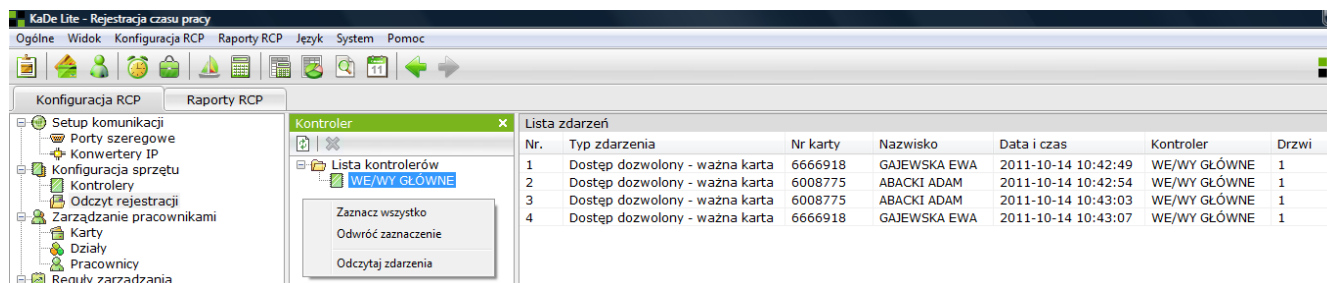 KaDe Lite - Rejestracja czasu pracy
Ogólne Widok Konfiguracja RCP Raporty RCP Język System Pomoc
11
Konfiguracja RCP Raporty RCP
Setup komunikacji
Porty szeregowe
Konwertery IP
Konfiguracja sprzętu
Kontrolery
Odczyt rejestracji
Zarządzanie pracownikami
Karty
Działy
Pracownicy
Reguły zarządzania
Kontroler
Lista kontrolerów
WE/WY GŁÓWNE
Zaznacz wszystko
Odwróć zaznaczenie
Odczytaj zdarzenia
Lista zdarzeń
Nr. Typ zdarzenia Nr karty Nazwisko Data i czas Kontroler Drzwi
1 Dostęp dozwolony - ważna karta 6666918 GAJEWSKA EWA 2011-10-14 10:42:49 WE/WY GŁÓWNE 1
2 Dostęp dozwolony - ważna karta 6008775 ABACKI ADAM 2011-10-14 10:42:54 WE/WY GŁÓWNE 1
3 Dostęp dozwolony - ważna karta 6008775 ABACKI ADAM 2011-10-14 10:43:03 WE/WY GŁÓWNE 1
4 Dostęp dozwolony - ważna karta 6666918 GAJEWSKA EWA 2011-10-14 10:43:07 WE/WY GŁÓWNE 1